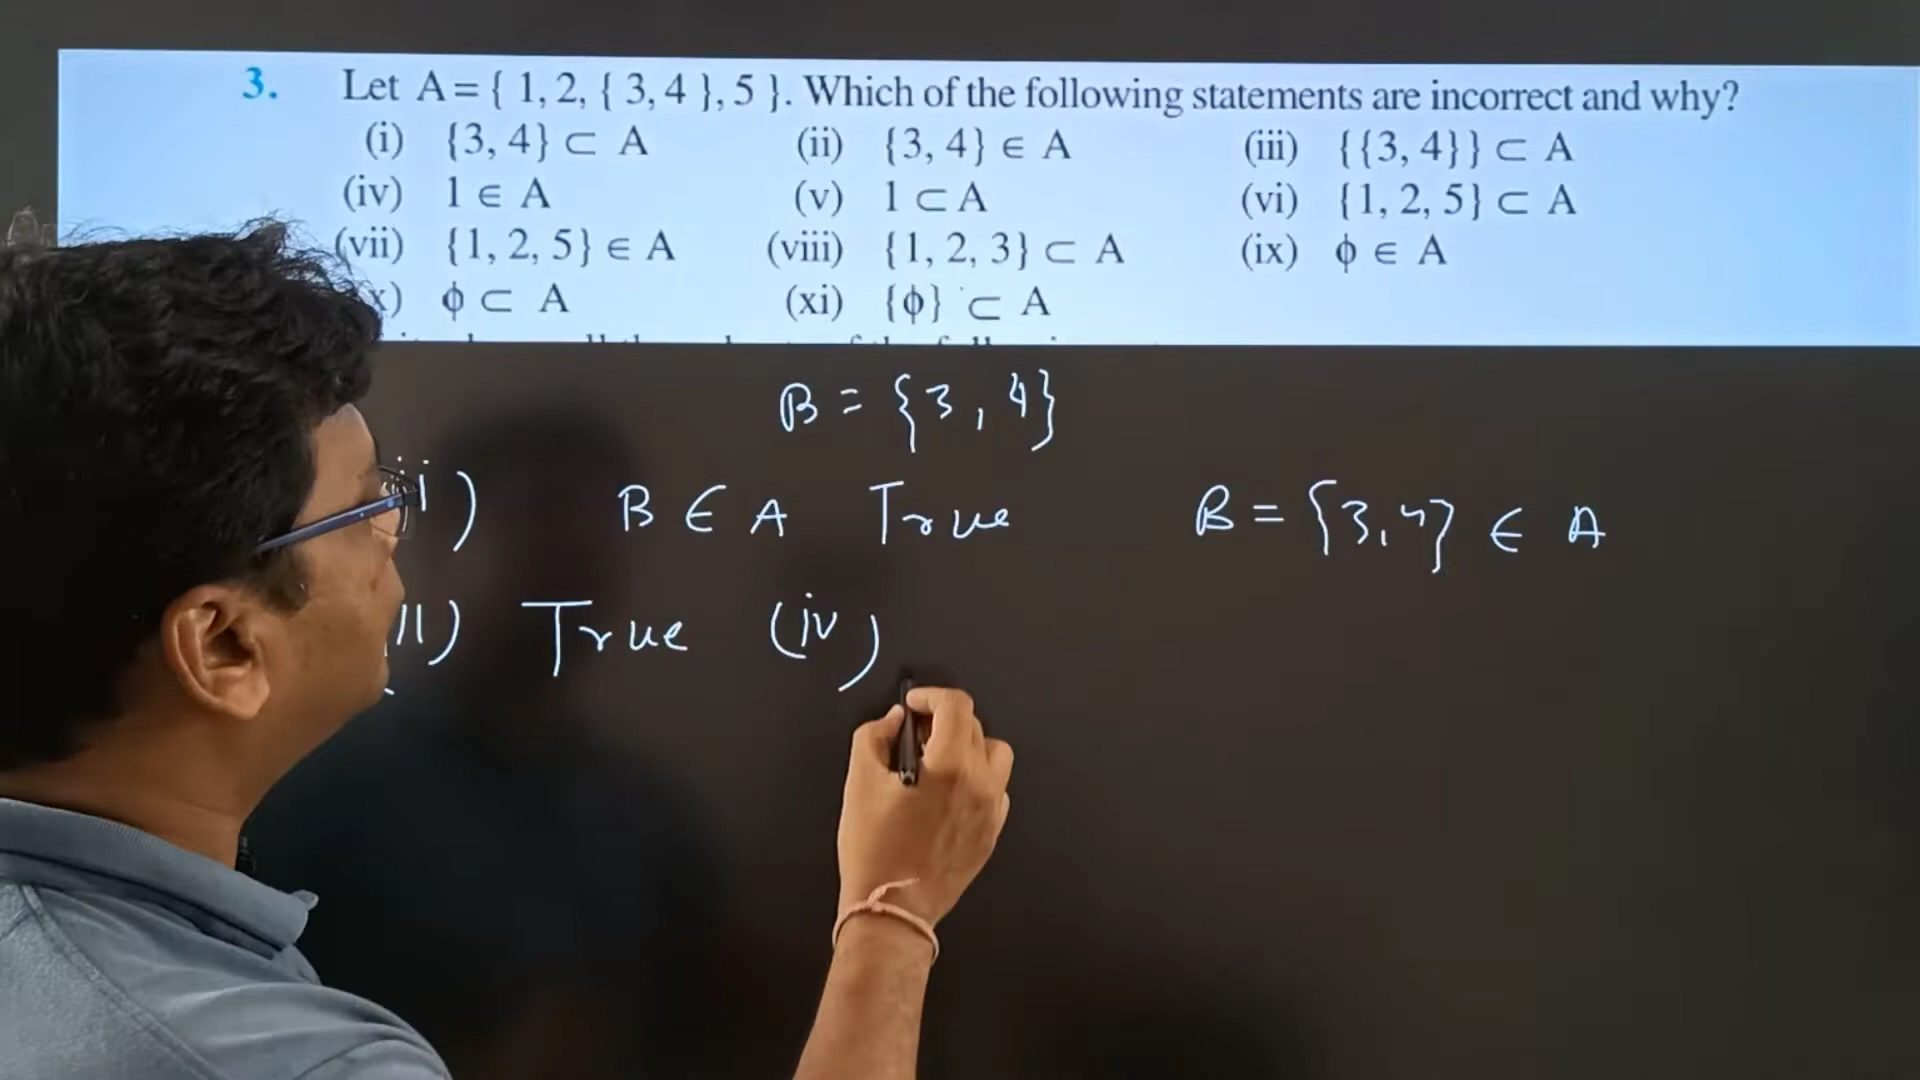 3. Let A = { 1, 2, { 3, 4 }, 5 }. Which of the following statements are incorrect and why?
(i) {3, 4} ⊂ A (ii) {3, 4} ∈ A (iii) {{3, 4}} ⊂ A
(iv) 1 ∈ A (v) 1 ⊂ A (vi) {1, 2, 5} ⊂ A
(vii) {1, 2, 5} ∈ A (viii) {1, 2, 3} ⊂ A (ix) ϕ ∈ A
x) ϕ ⊂ A (xi) {ϕ} ⊂ A
B = {3, 4}
i) B ∈ A True B = {3,4} ∈ A
ii) True (iv)